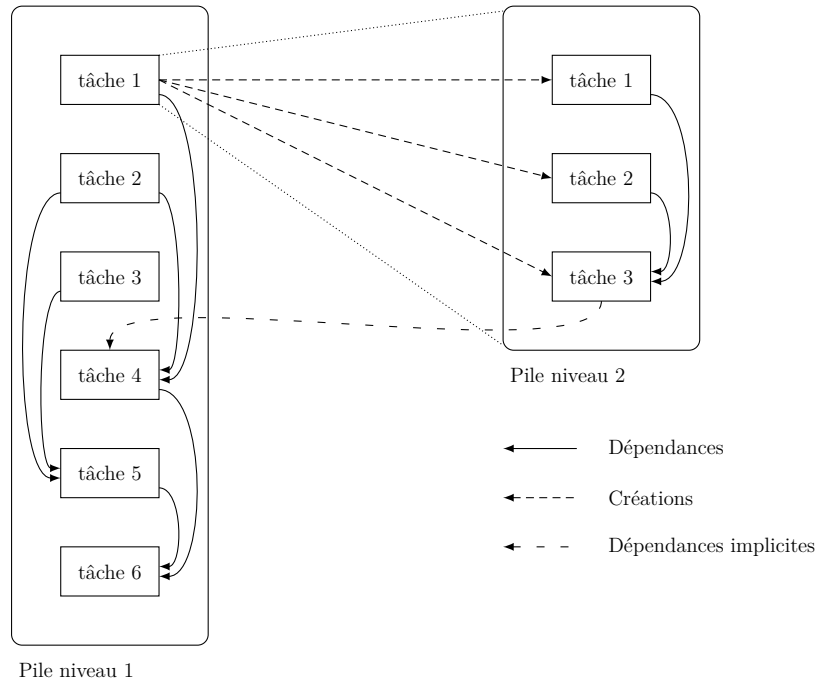 tâche 1
tâche 2
tâche 3
tâche 4
tâche 5
tâche 6
Pile niveau 1
tâche 1
tâche 2
tâche 3
Pile niveau 2
Dépendances
Créations
Dépendances implicites